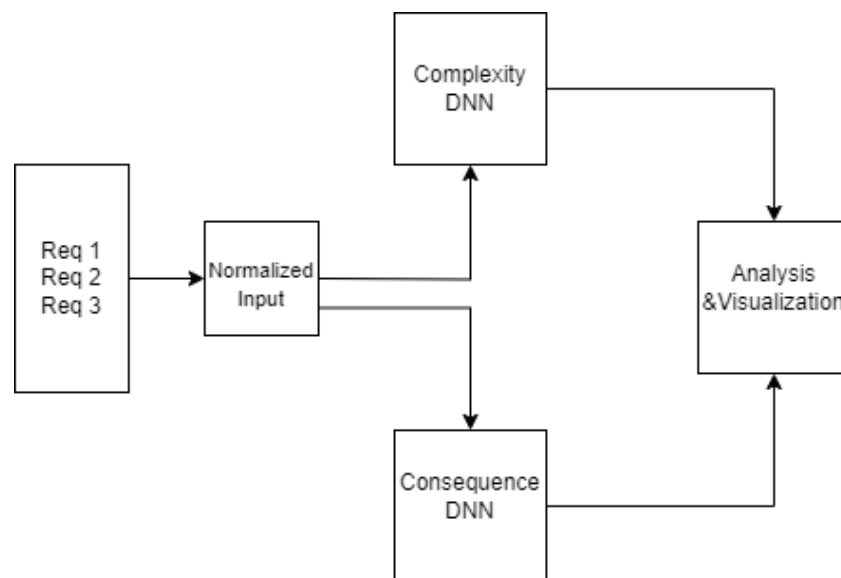 Complexity
DNN
Req 1
Req 2
Req 3
Normalized
Input
Analysis
&Visualization
Consequence
DNN